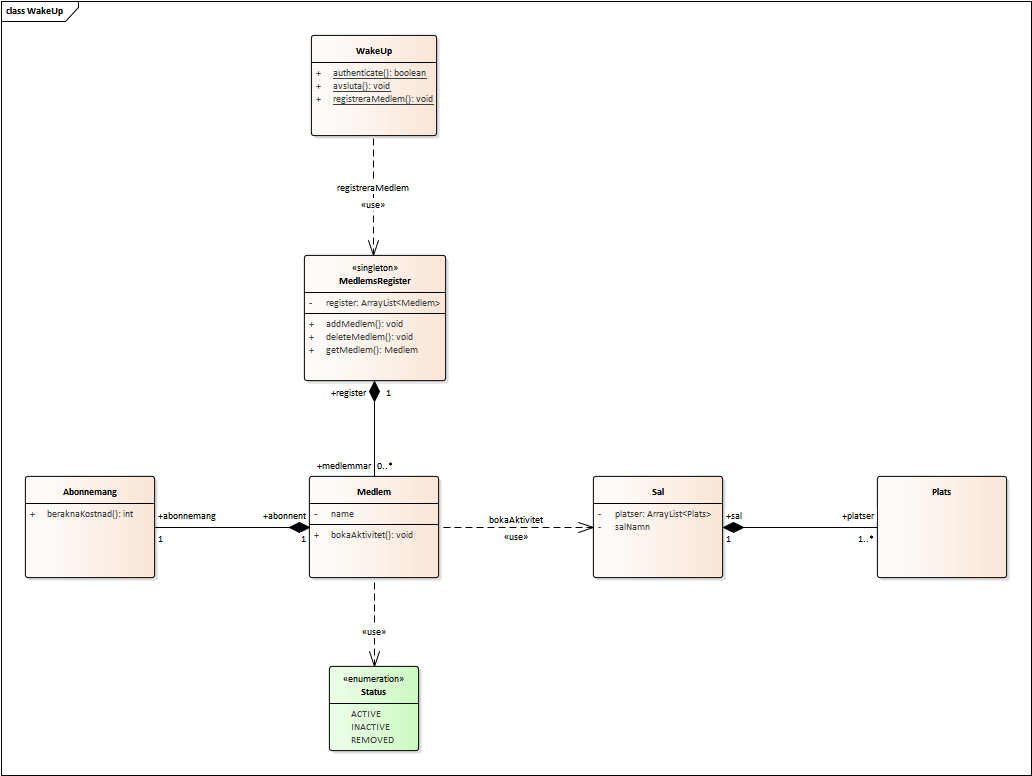 class WakeUp
WakeUp
+ authenticate(): boolean
+ avsluta(): void
+ registreraMedlem(): void
registreraMedlem
«use»
«singleton»
MedlemsRegister
- register: ArrayList<Medlem>
+ addMedlem(): void
+ deleteMedlem(): void
+ getMedlem(): Medlem
+register 1
+medlemmar 0..*
Abonnemang
+ beraknaKostnad(): int
+abonnemang
1
+abonnent
1
Medlem
- name
+ bokaAktivitet(): void
bokaAktivitet
«use»
Sal
- platser: ArrayList<Plats>
- salNamn
+sal
1
+platser
1..*
Plats
«use»
«enumeration»
Status
ACTIVE
INACTIVE
REMOVED